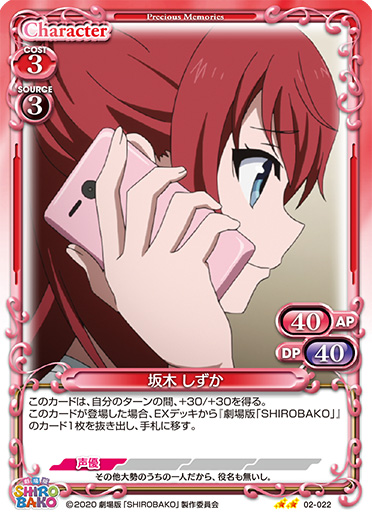 Precious Memories
Character
COST
3
SOURCE
3
40 AP
DP 40
坂木 しずか
このカードは、自分のターンの間、+30/+30を得る。
このカードが登場した場合、EXデッキから『劇場版「SHIROBAKO」』
のカード1枚を抜き出し、手札に移す。
声優
その他大勢のうちの一人だから、役名も無いし。
劇場版
SHIRO
BAKO
©2020 劇場版「SHIROBAKO」製作委員会
02-022